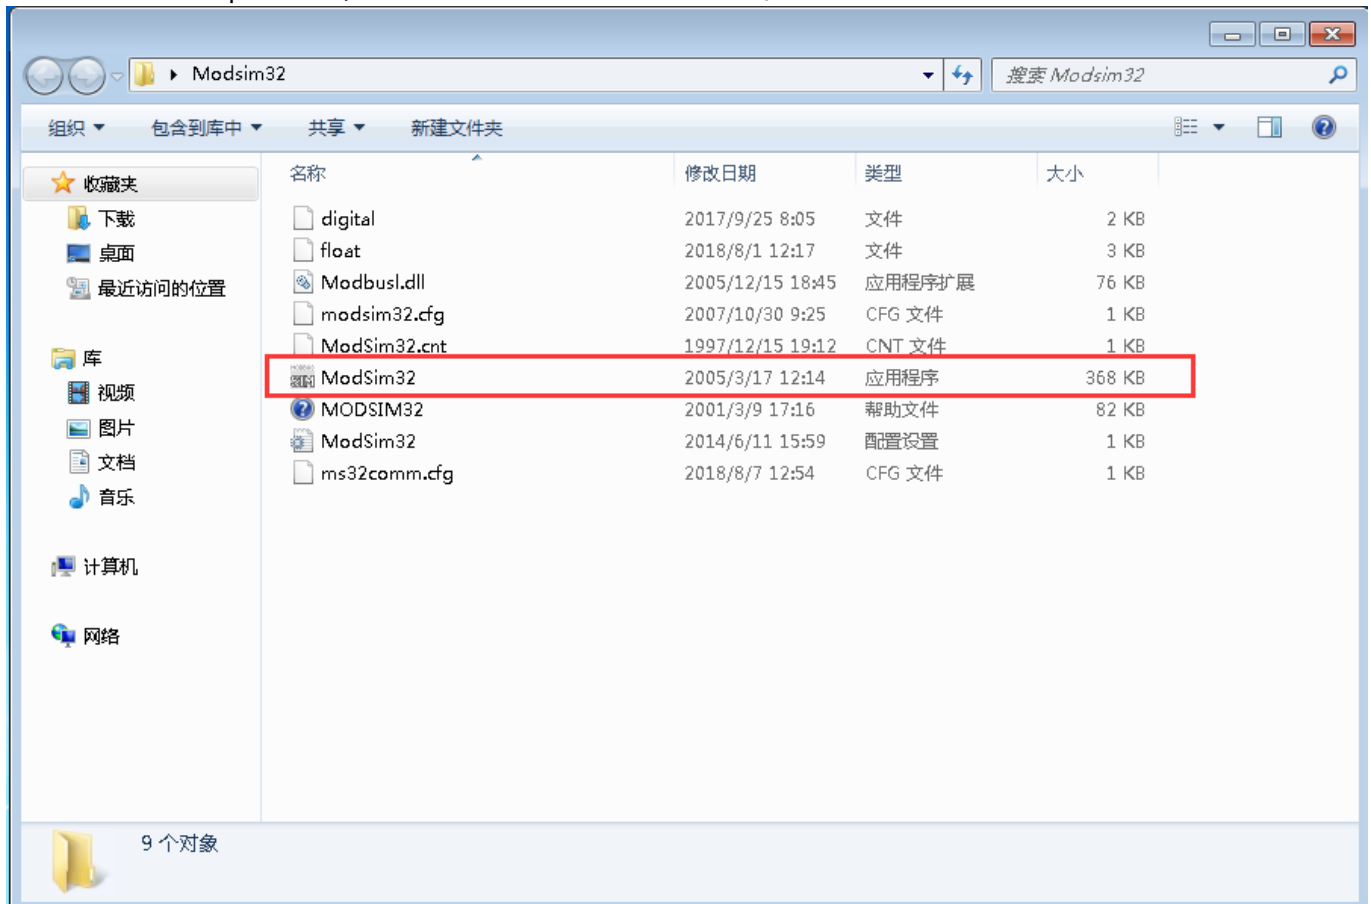 Modsim32
搜索 Modsim32
组织 包含到库中 共享 新建文件夹
收藏夹
下载
桌面
最近访问的位置
库
视频
图片
文档
音乐
计算机
网络
名称 修改日期 类型 大小
digital 2017/9/25 8:05 文件 2 KB
float 2018/8/1 12:17 文件 3 KB
Modbusl.dll 2005/12/15 18:45 应用程序扩展 76 KB
modsim32.cfg 2007/10/30 9:25 CFG 文件 1 KB
ModSim32.cnt 1997/12/15 19:12 CNT 文件 1 KB
ModSim32 2005/3/17 12:14 应用程序 368 KB
MODSIM32 2001/3/9 17:16 帮助文件 82 KB
ModSim32 2014/6/11 15:59 配置设置 1 KB
ms32comm.cfg 2018/8/7 12:54 CFG 文件 1 KB
9 个对象